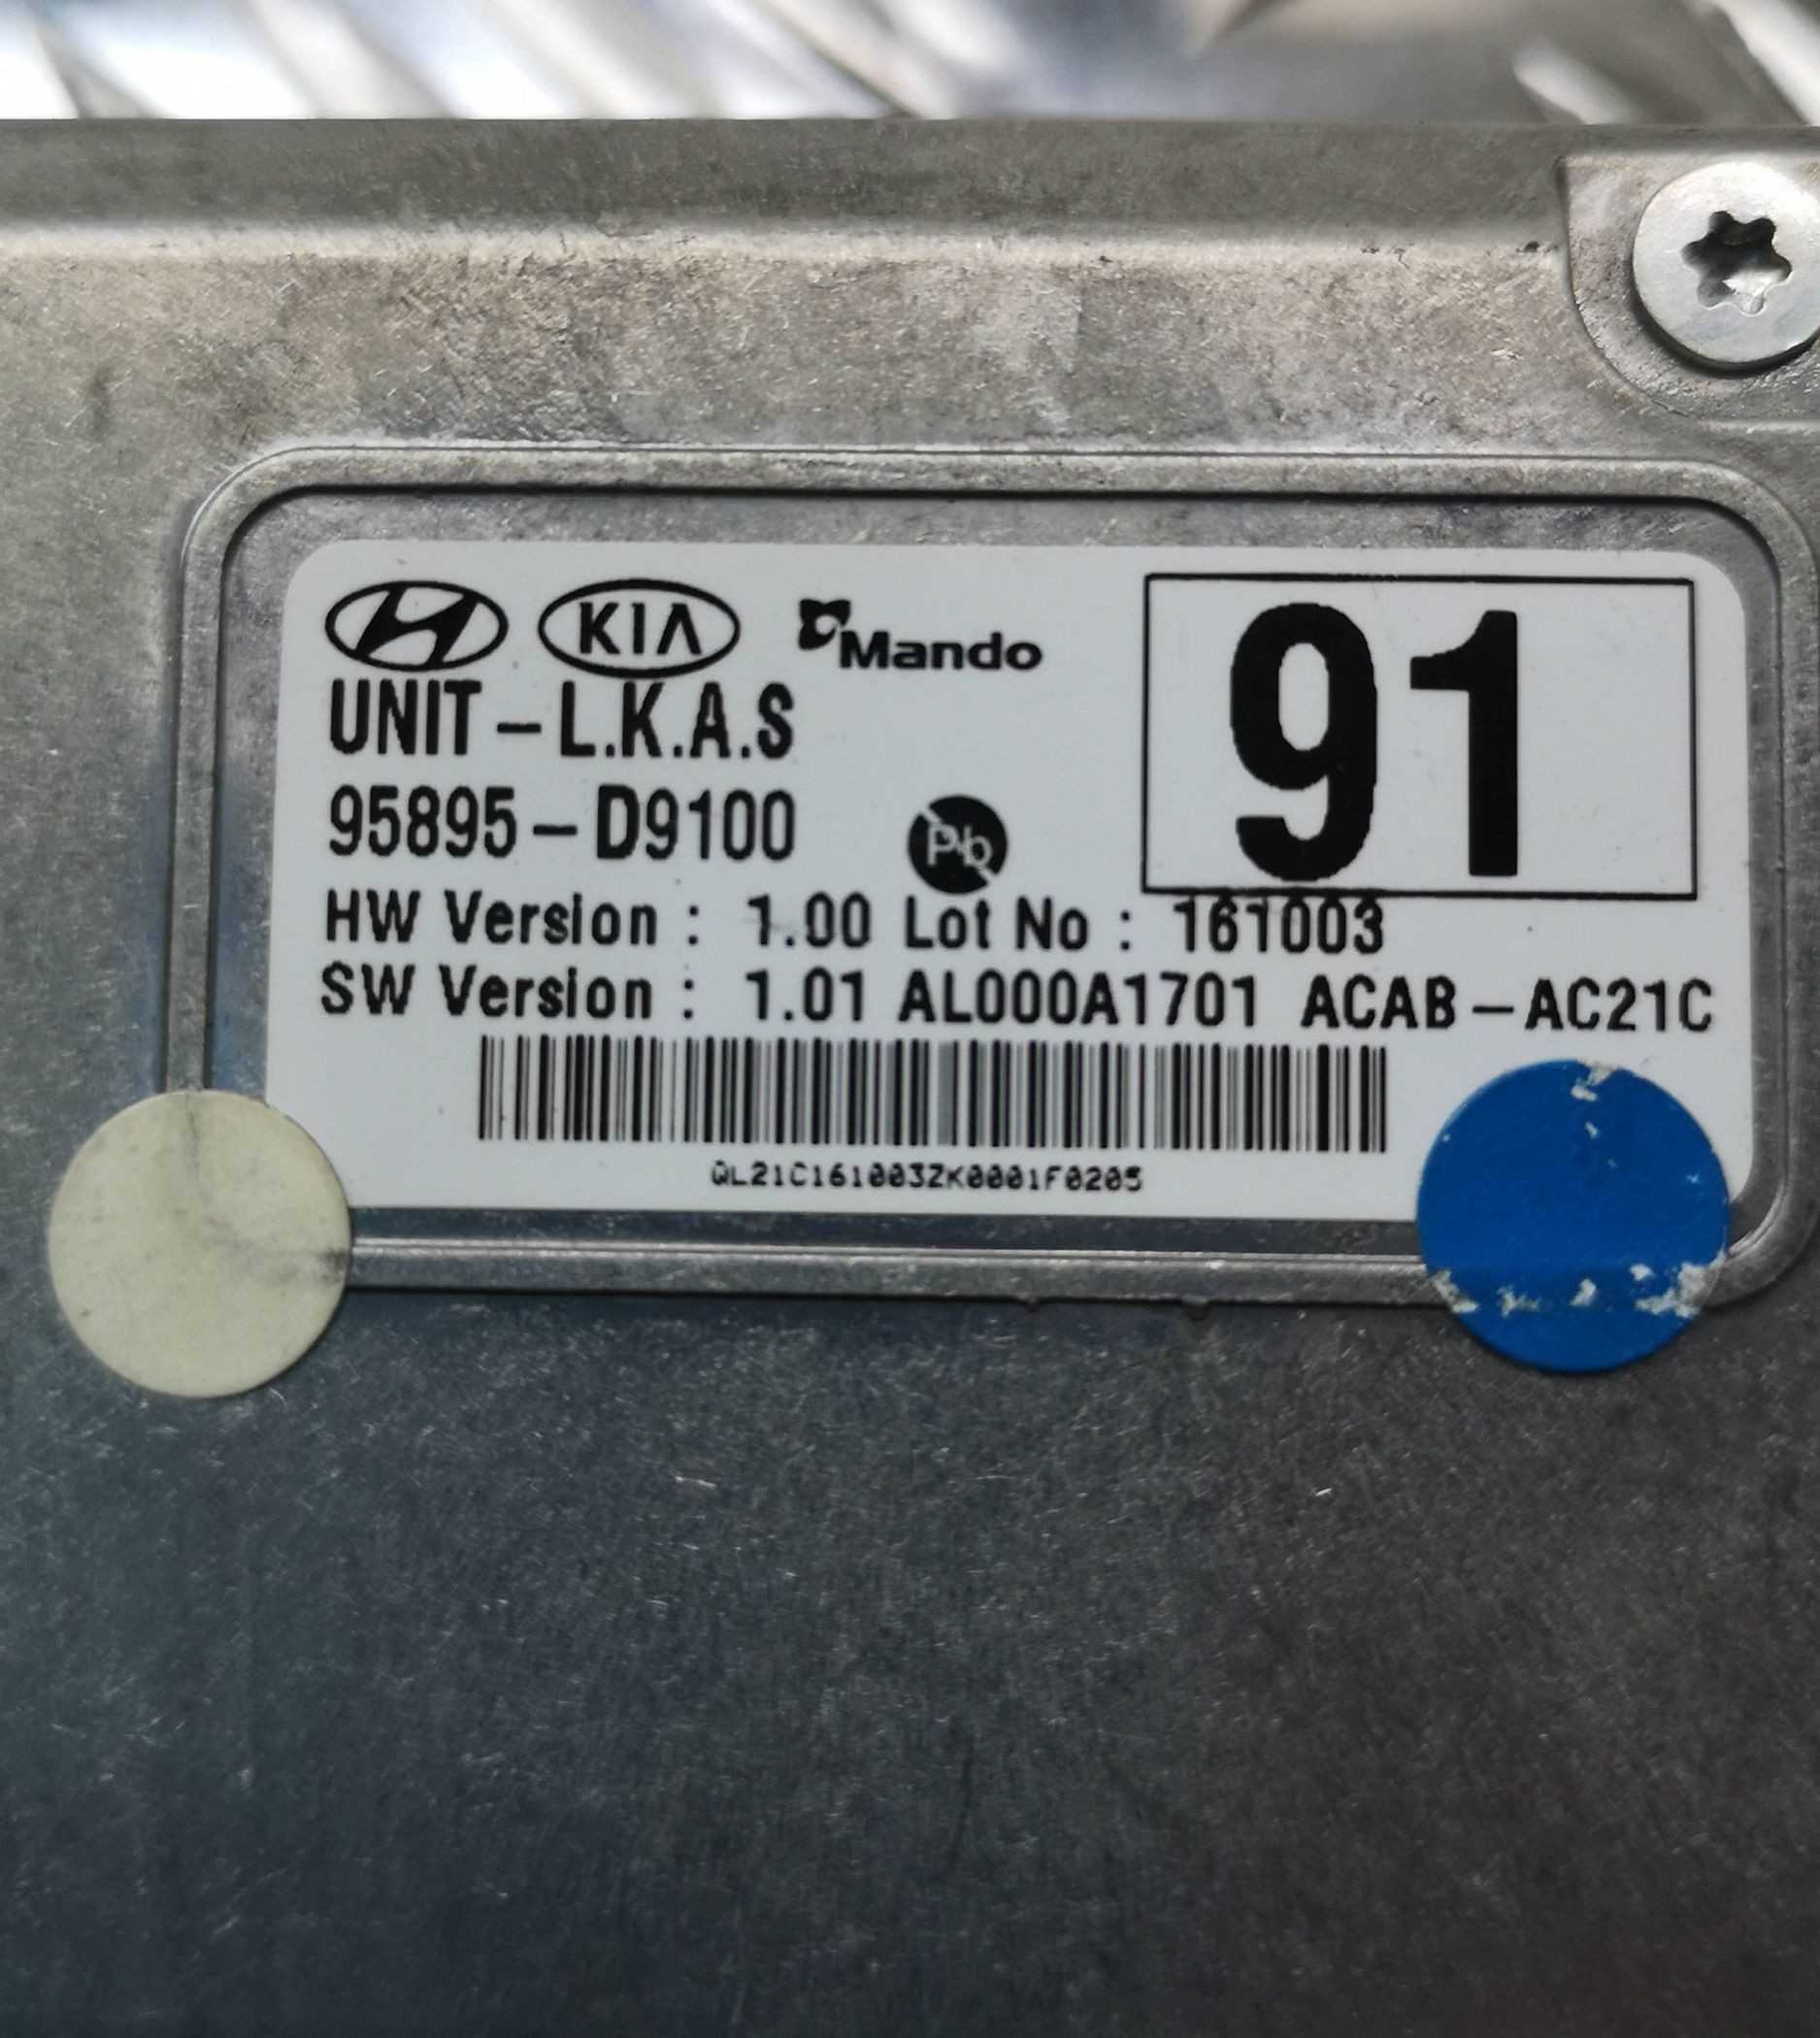 KIA Mando
91
UNIT-L.K.A.S
95895-D9100
Pb
HW Version : 1.00 Lot No : 161003
SW Version : 1.01 AL000A1701 ACAB-AC21C
QL21C161003ZK0001F0205